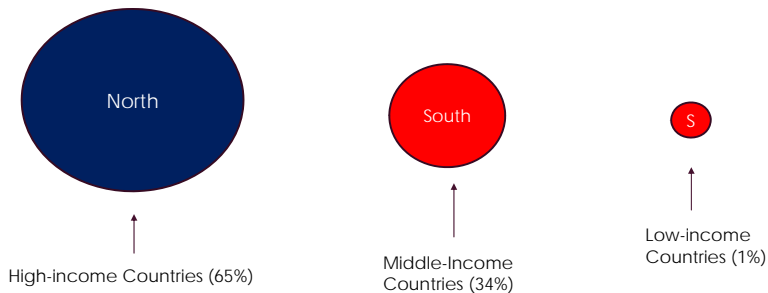 North
South
S
High-income Countries (65%)
Middle-Income
Countries (34%)
Low-income
Countries (1%)